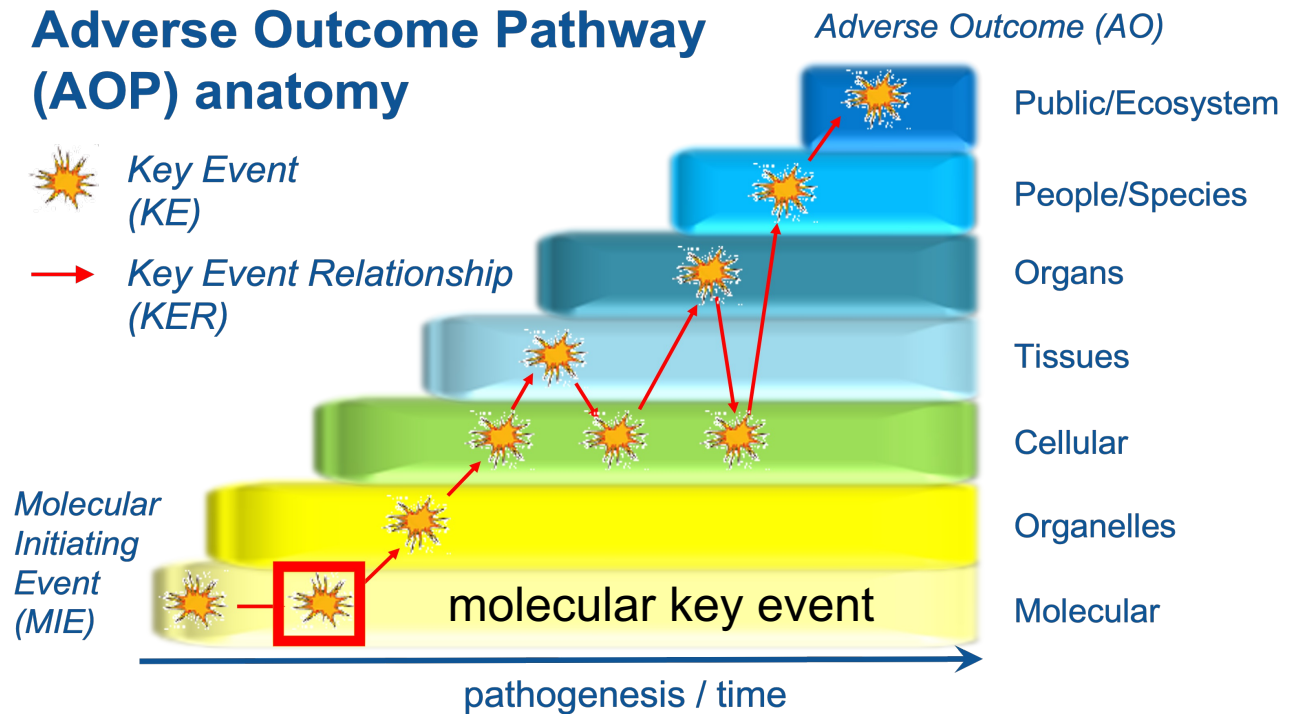 Adverse Outcome Pathway
(AOP) anatomy
Adverse Outcome (AO)
Key Event
(KE)
Key Event Relationship
(KER)
Public/Ecosystem
People/Species
Organs
Tissues
Cellular
Organelles
Molecular
Molecular
Initiating
Event
(MIE)
molecular key event
pathogenesis / time